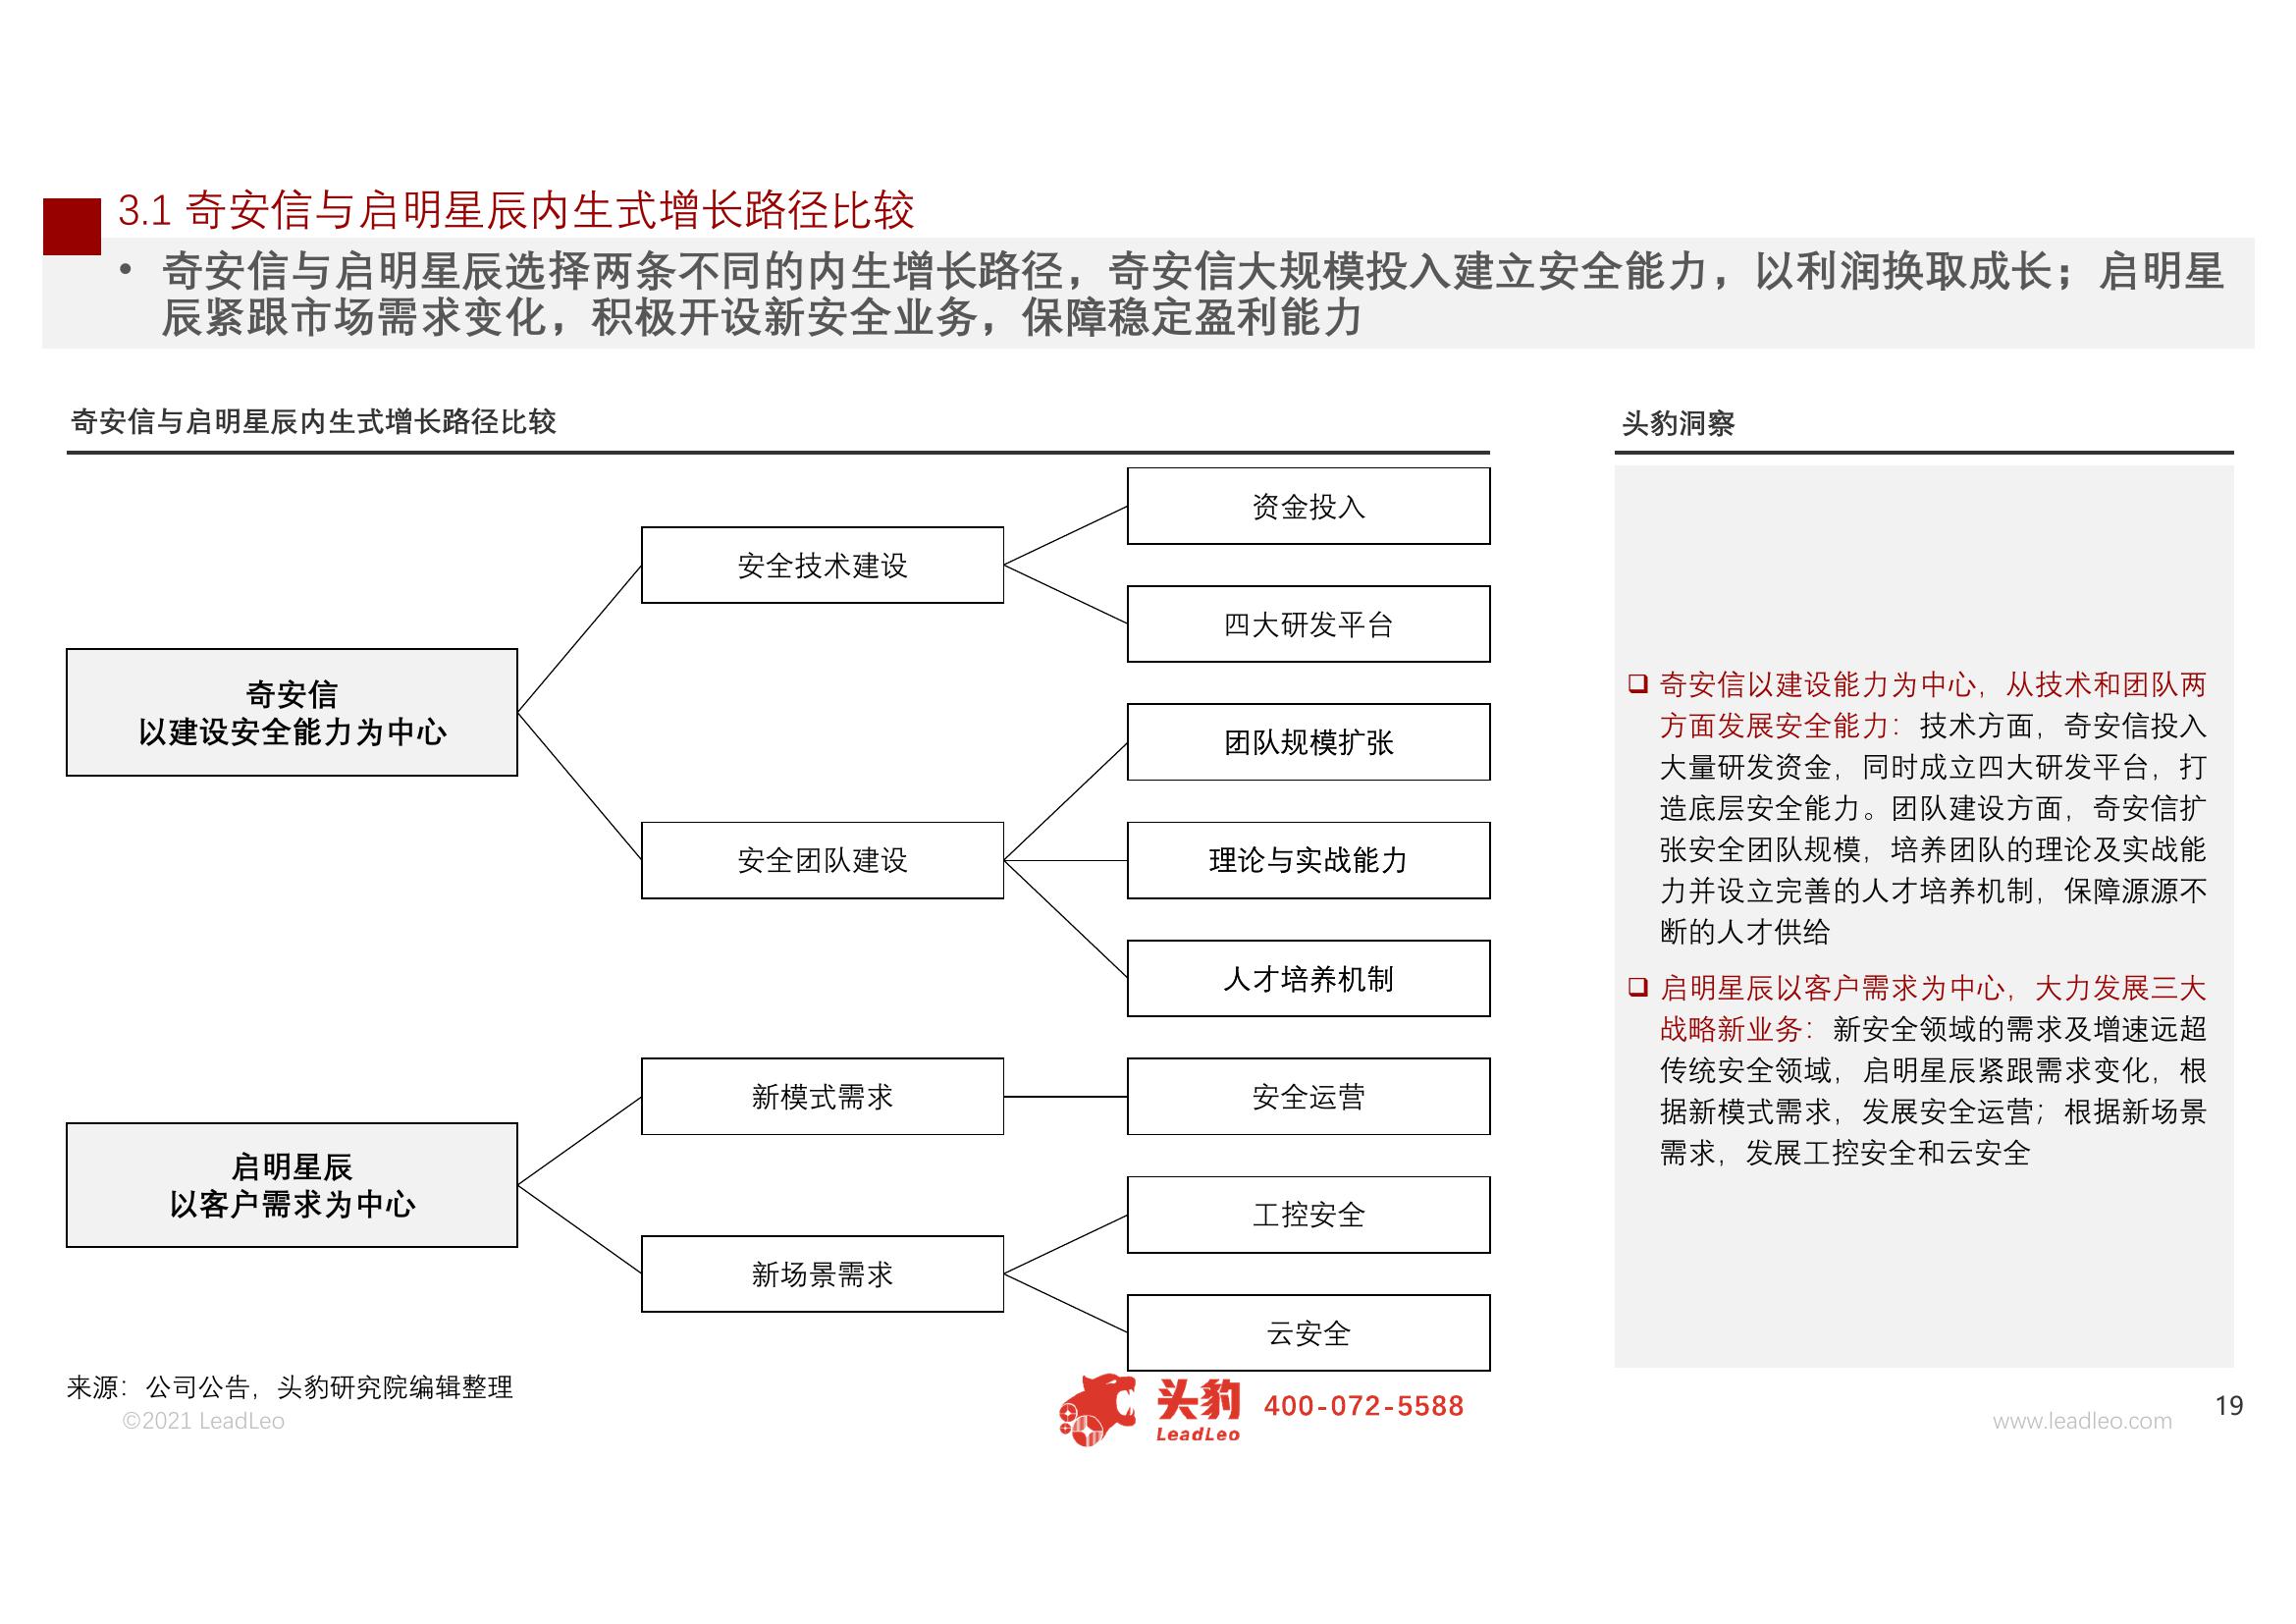 3.1 奇安信与启明星辰内生式增长路径比较
• 奇安信与启明星辰选择两条不同的内生增长路径，奇安信大规模投入建立安全能力，以利润换取成长；启明星
辰紧跟市场需求变化，积极开设新安全业务，保障稳定盈利能力
奇安信与启明星辰内生式增长路径比较
奇安信
以建设安全能力为中心
安全技术建设
资金投入
四大研发平台
安全团队建设
团队规模扩张
理论与实战能力
人才培养机制
启明星辰
以客户需求为中心
新模式需求
安全运营
新场景需求
工控安全
云安全
头豹洞察
❑ 奇安信以建设能力为中心，从技术和团队两
方面发展安全能力：技术方面，奇安信投入
大量研发资金，同时成立四大研发平台，打
造底层安全能力。团队建设方面，奇安信扩
张安全团队规模，培养团队的理论及实战能
力并设立完善的人才培养机制，保障源源不
断的人才供给
❑ 启明星辰以客户需求为中心，大力发展三大
战略新业务：新安全领域的需求及增速远超
传统安全领域，启明星辰紧跟需求变化，根
据新模式需求，发展安全运营；根据新场景
需求，发展工控安全和云安全
来源：公司公告，头豹研究院编辑整理
©2021 LeadLeo
头豹
LeadLeo
400-072-5588
www.leadleo.com
19